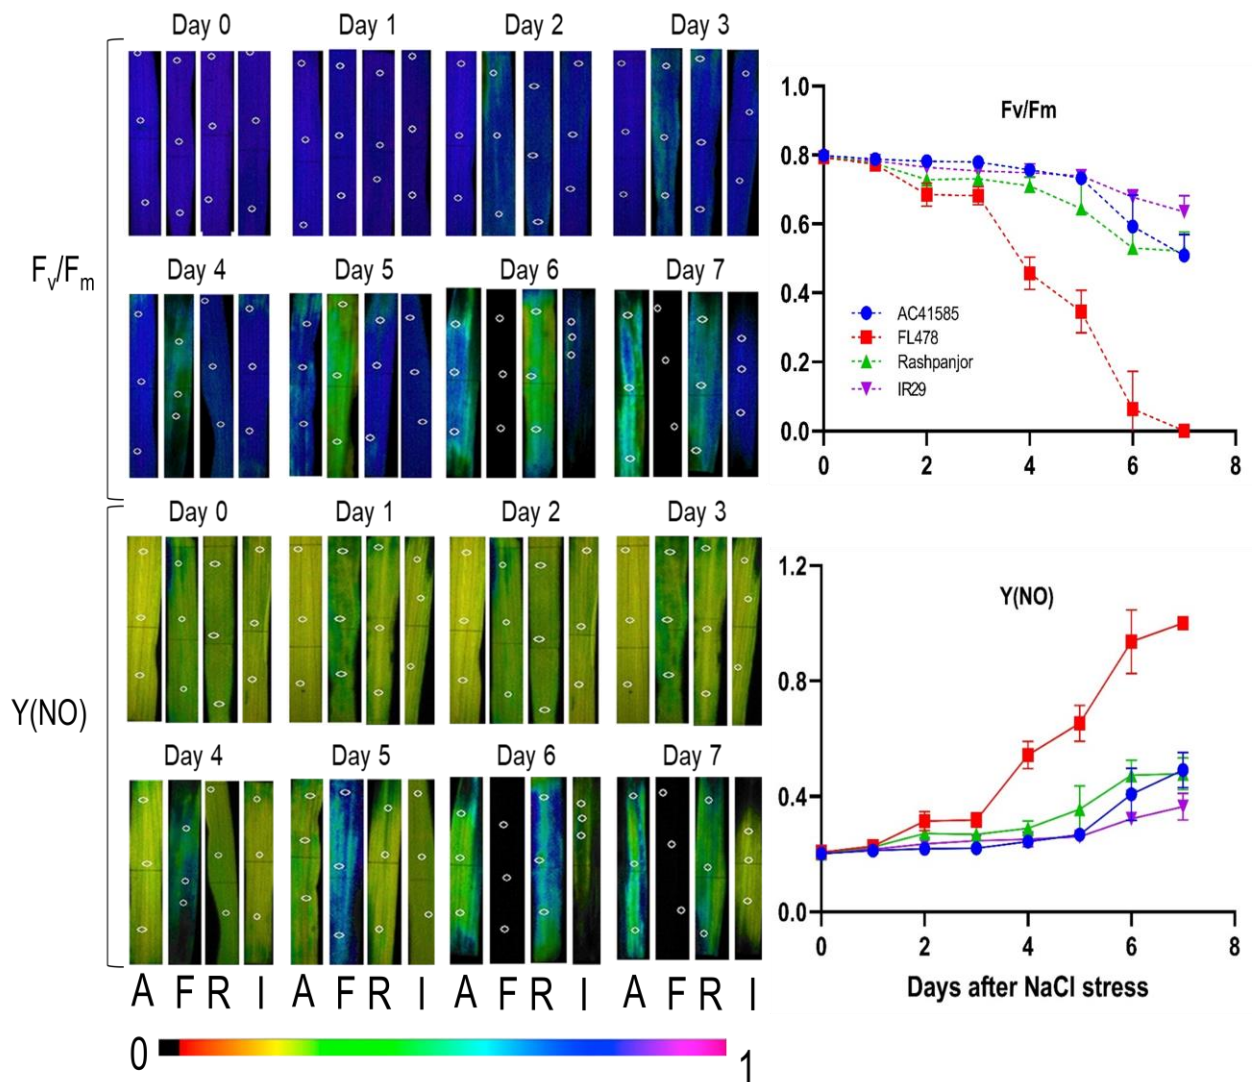 Day 0 Day 1 Day 2 Day 3
Fv/Fm
Day 4 Day 5 Day 6 Day 7
Day 0 Day 1 Day 2 Day 3
Y(NO)
Day 4 Day 5 Day 6 Day 7
A F R I A F R I A F R I A F R I
0 1
Fv/Fm
1.0
0.8
0.6
0.4
0.2
0.0
AC41585
FL478
Rashpanjor
IR29
0 2 4 6 8
Y(NO)
1.2
0.8
0.4
0.0
0 2 4 6 8
Days after NaCl stress